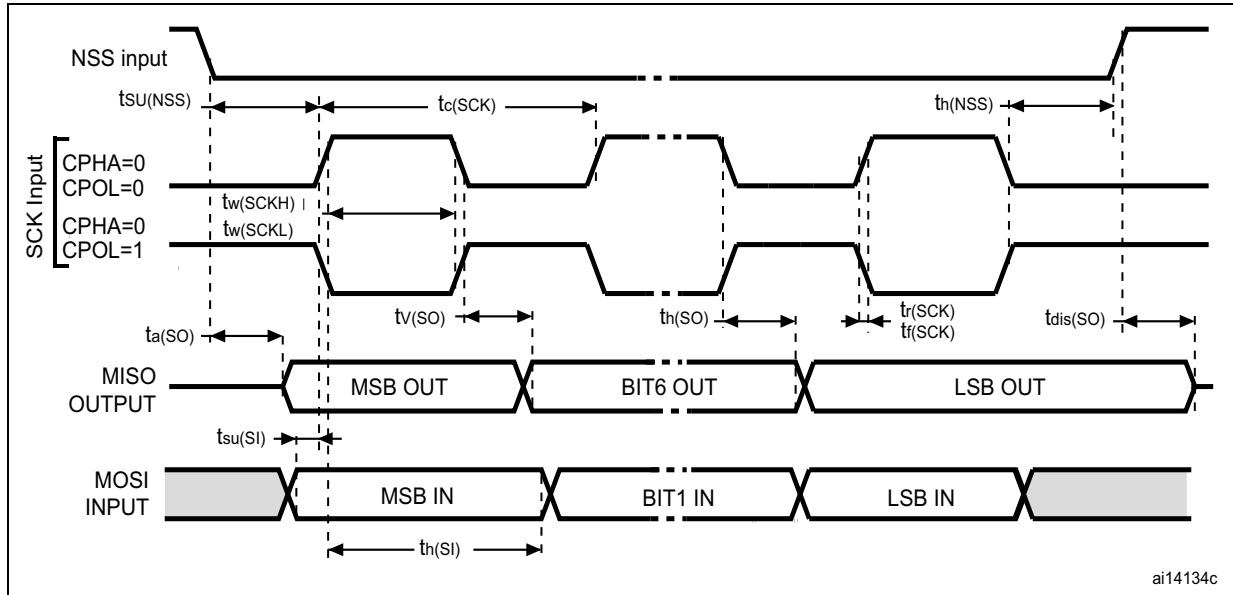 NSS input
tSU(NSS)
tc(SCK)
th(NSS)
SCK Input
CPHA=0
CPOL=0
tw(SCKH)
CPHA=0
tw(SCKL)
CPOL=1
tV(SO)
th(SO)
tr(SCK)
tf(SCK)
ta(SO)
tdis(SO)
MISO
OUTPUT
MSB OUT
BIT6 OUT
LSB OUT
tsu(SI)
MOSI
INPUT
MSB IN
BIT1 IN
LSB IN
th(SI)
ai14134c